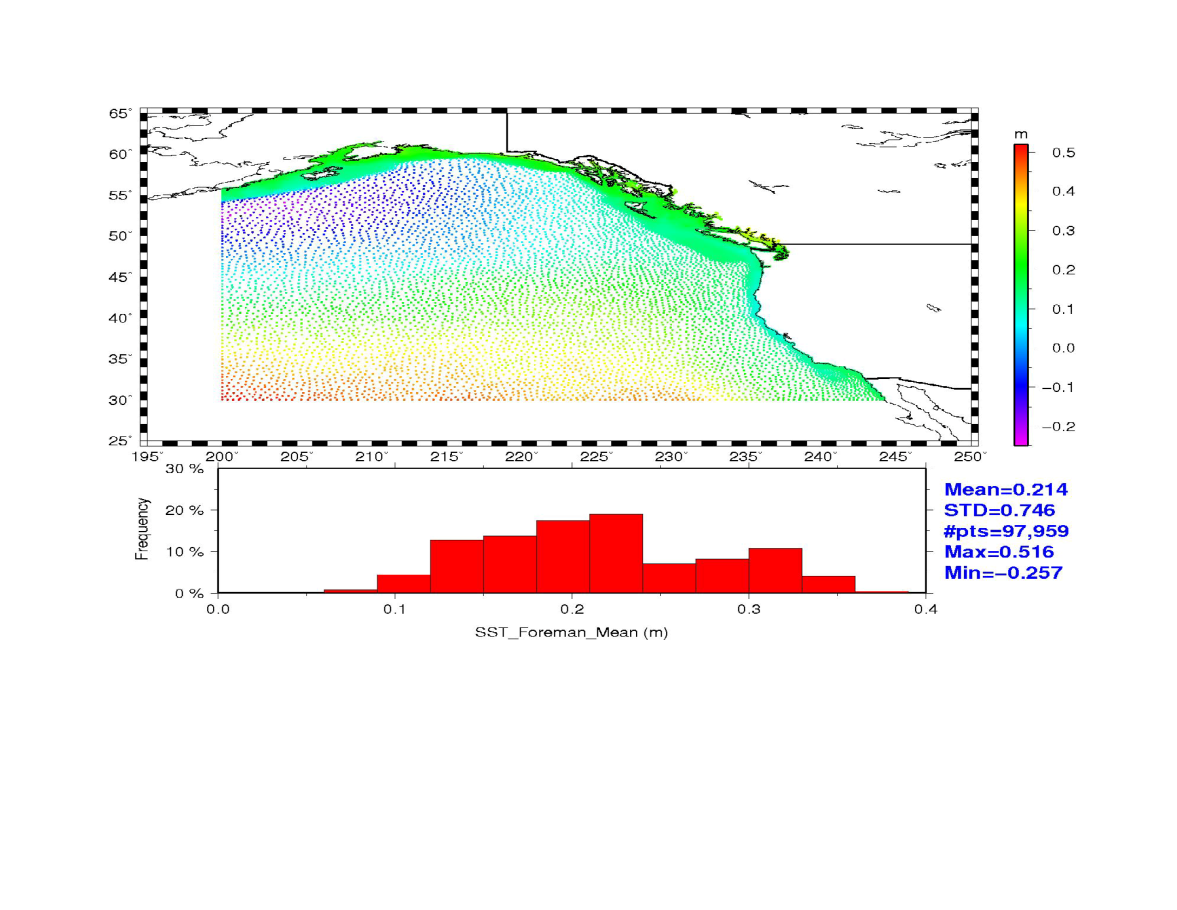 65°
60°
55°
50°
45°
40°
35°
30°
25°
195° 200° 205° 210° 215° 220° 225° 230° 235° 240° 245° 250°
m
0.5
0.4
0.3
0.2
0.1
0.0
−0.1
−0.2
30 %
20 %
10 %
0 %
Frequency
0.0 0.1 0.2 0.3 0.4
SST_Foreman_Mean (m)
Mean=0.214
STD=0.746
#pts=97,959
Max=0.516
Min=−0.257